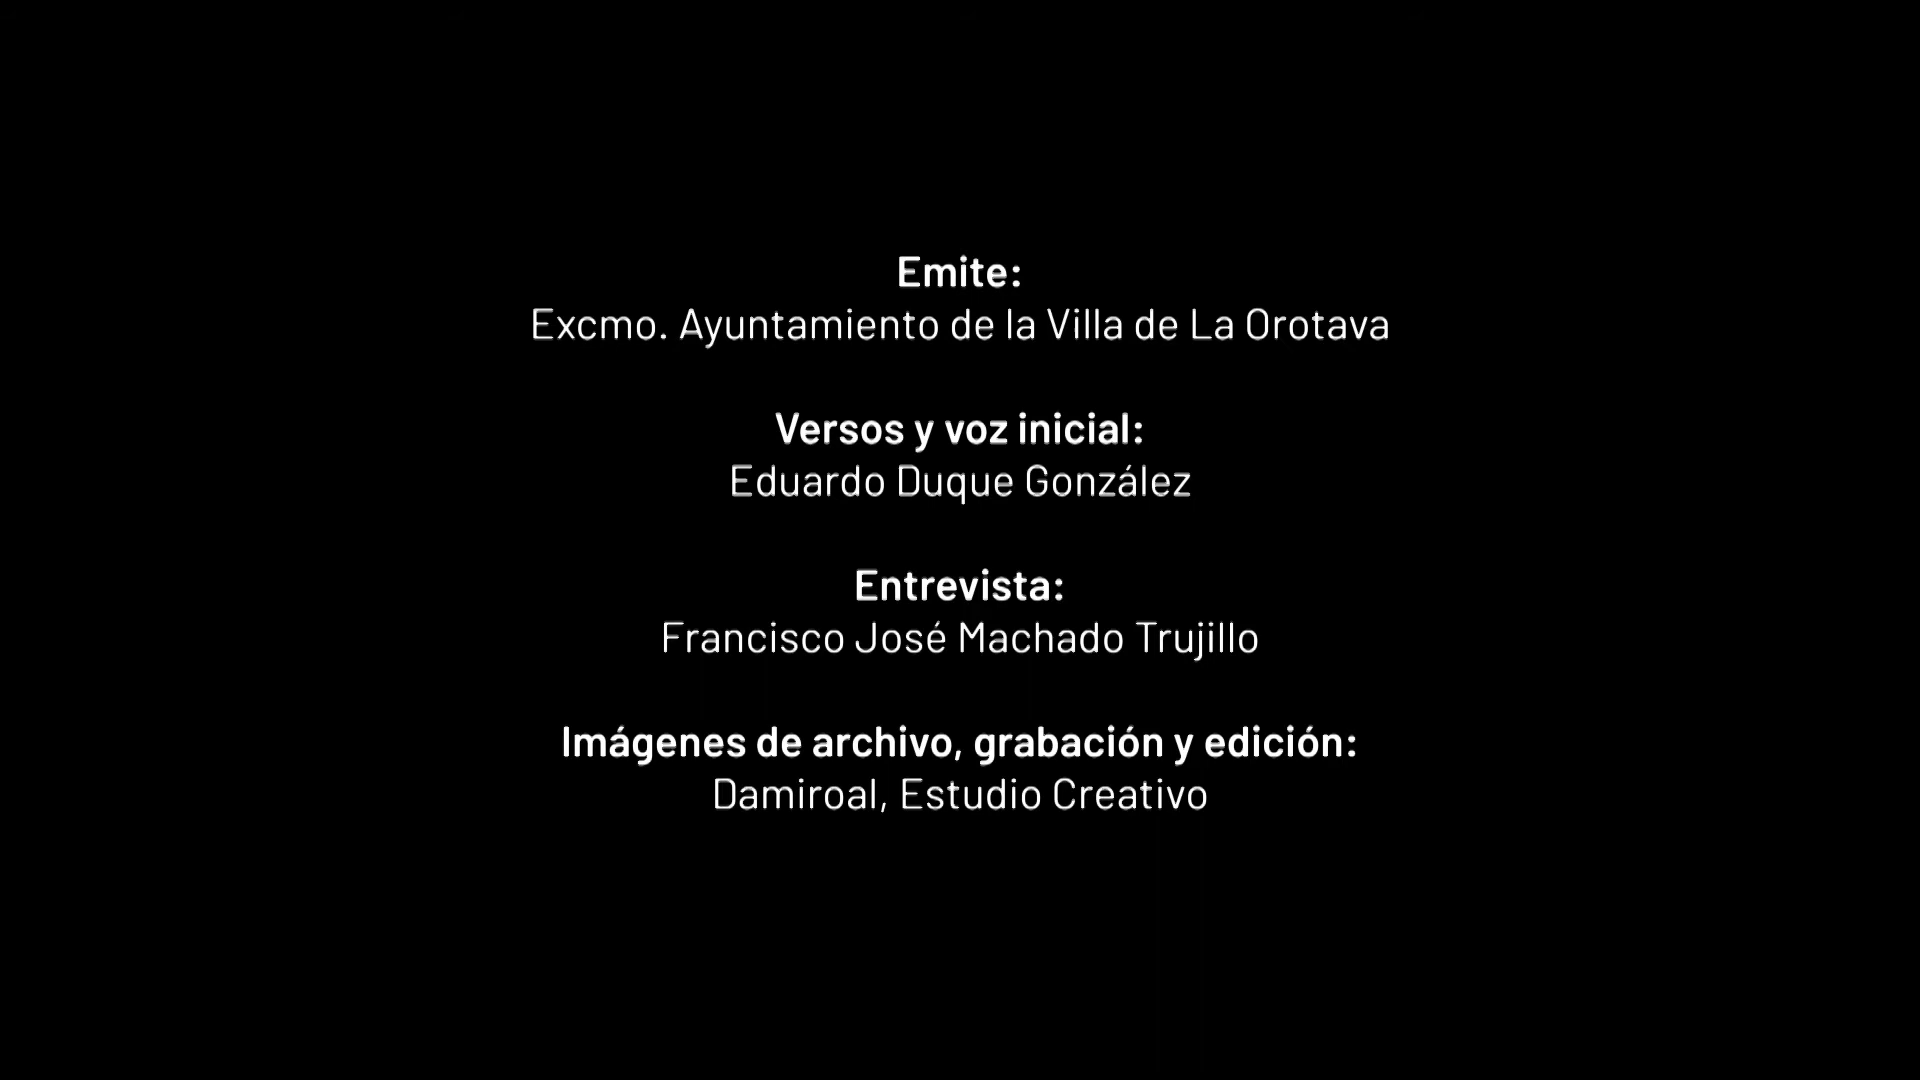 Emite:
Excmo. Ayuntamiento de la Villa de La Orotava
Versos y voz inicial:
Eduardo Duque González
Entrevista:
Francisco José Machado Trujillo
Imágenes de archivo, grabación y edición:
Damiroal, Estudio Creativo